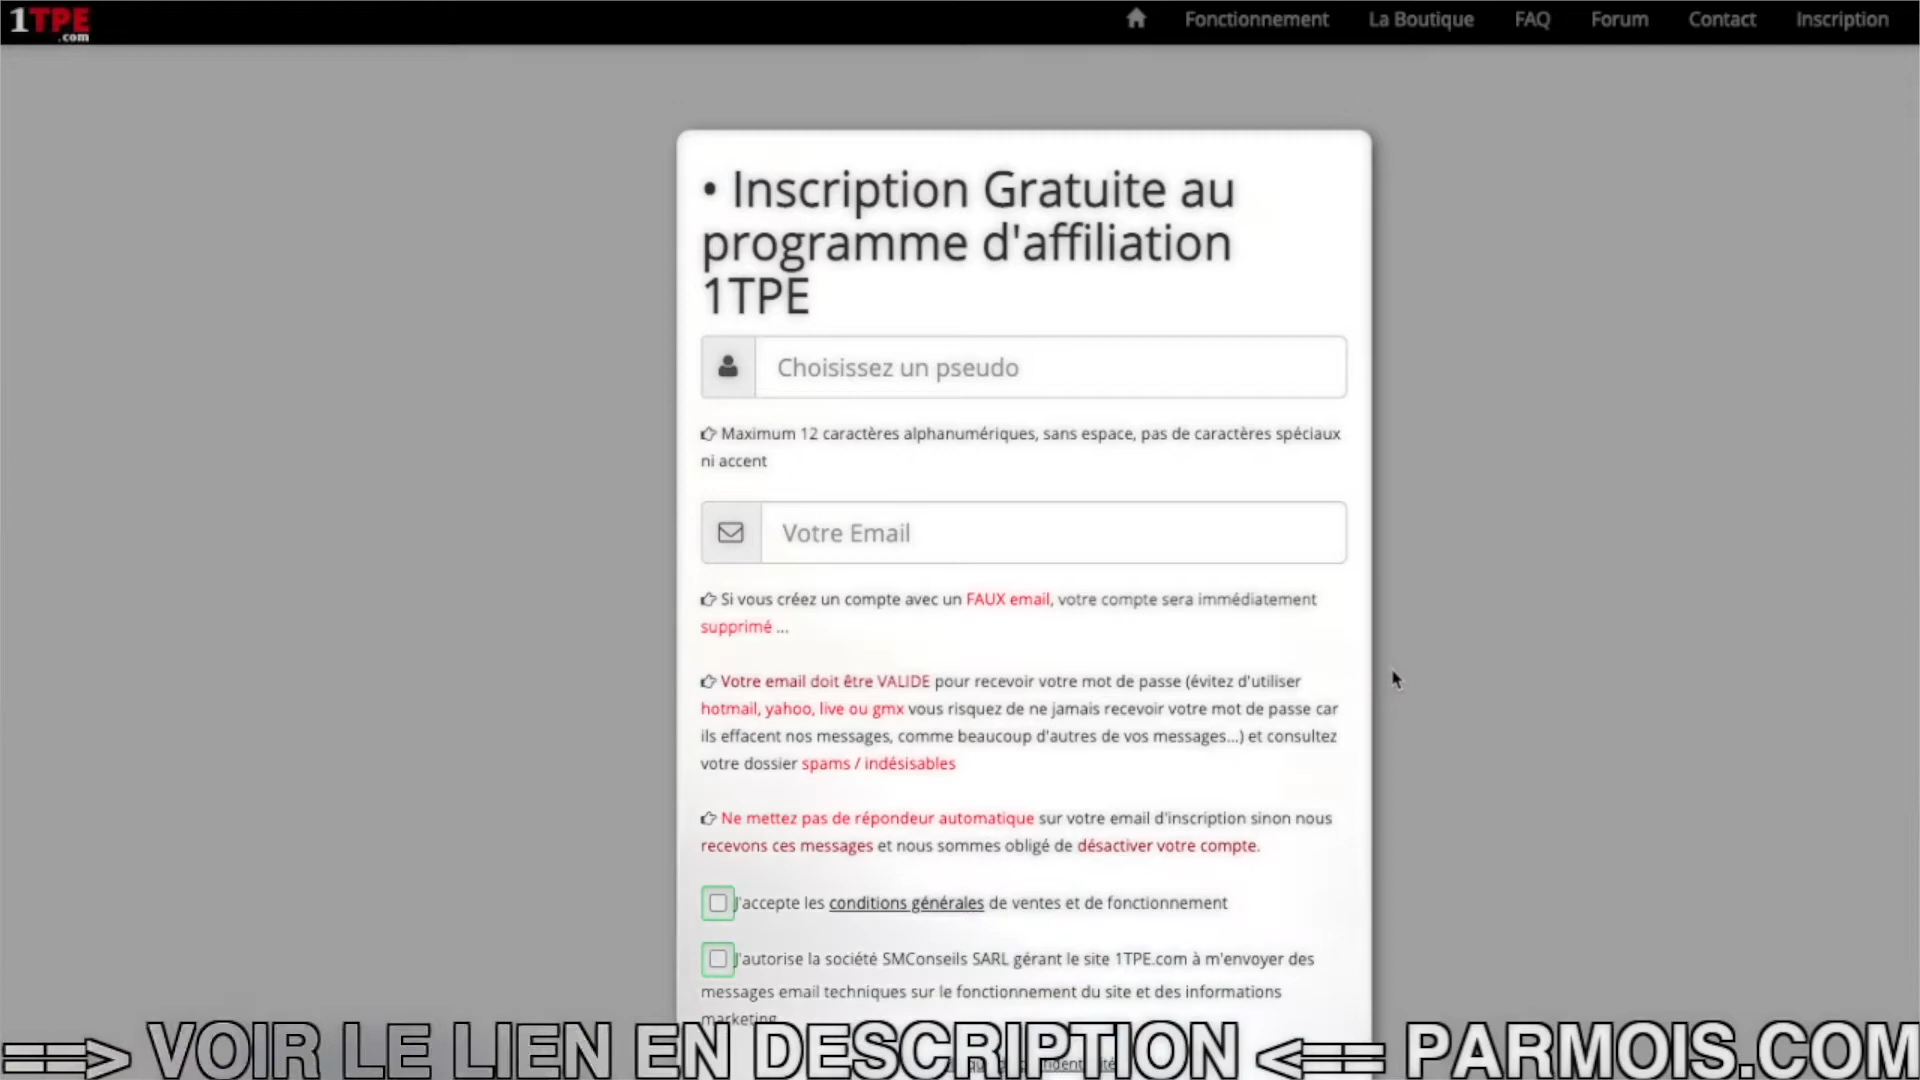 1TPE
.com
Fonctionnement
La Boutique
FAQ
Forum
Contact
Inscription
• Inscription Gratuite au
programme d'affiliation
1TPE
Choisissez un pseudo
Maximum 12 caractères alphanumériques, sans espace, pas de caractères spéciaux
ni accent
Votre Email
Si vous créez un compte avec un FAUX email, votre compte sera immédiatement
supprimé ...
Votre email doit être VALIDE pour recevoir votre mot de passe (évitez d'utiliser
hotmail, yahoo, live ou gmx vous risquez de ne jamais recevoir votre mot de passe car
ils effacent nos messages, comme beaucoup d'autres de vos messages...) et consultez
votre dossier spams / indésisables
Ne mettez pas de répondeur automatique sur votre email d'inscription sinon nous
recevons ces messages et nous sommes obligé de désactiver votre compte.
J'accepte les conditions générales de ventes et de fonctionnement
J'autorise la société SMConseils SARL gérant le site 1TPE.com à m'envoyer des
messages email techniques sur le fonctionnement du site et des informations
marketing
==> VOIR LE LIEN EN DESCRIPTION <== PARMOIS.COM